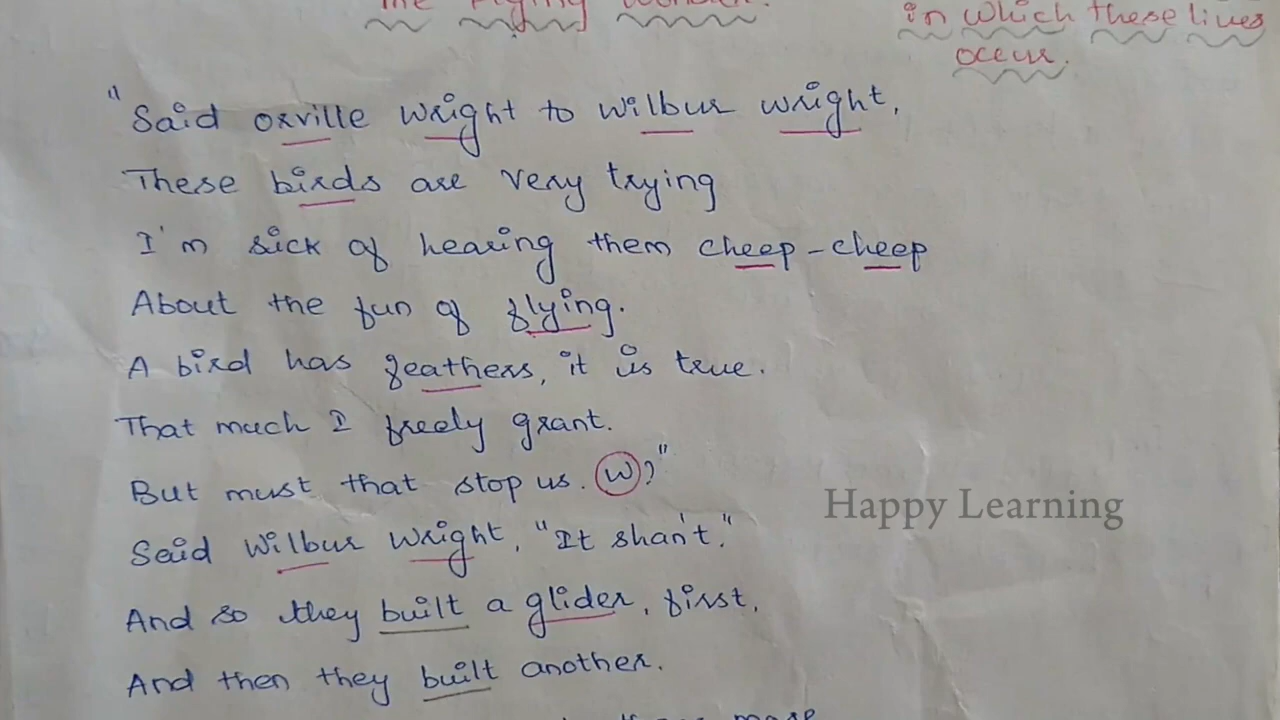 The Flying Wonder.
in which these lives
occur.
"Said orville wright to wilbur wright,
These birds are very trying
I'm sick of hearing them cheep-cheep
About the fun of flying.
A bird has feathers, it is true.
That much I freely grant.
But must that stop us. W?"
Happy Learning
Said Wilbur Wright, "It shan't."
And so they built a glider, first,
And then they built another.